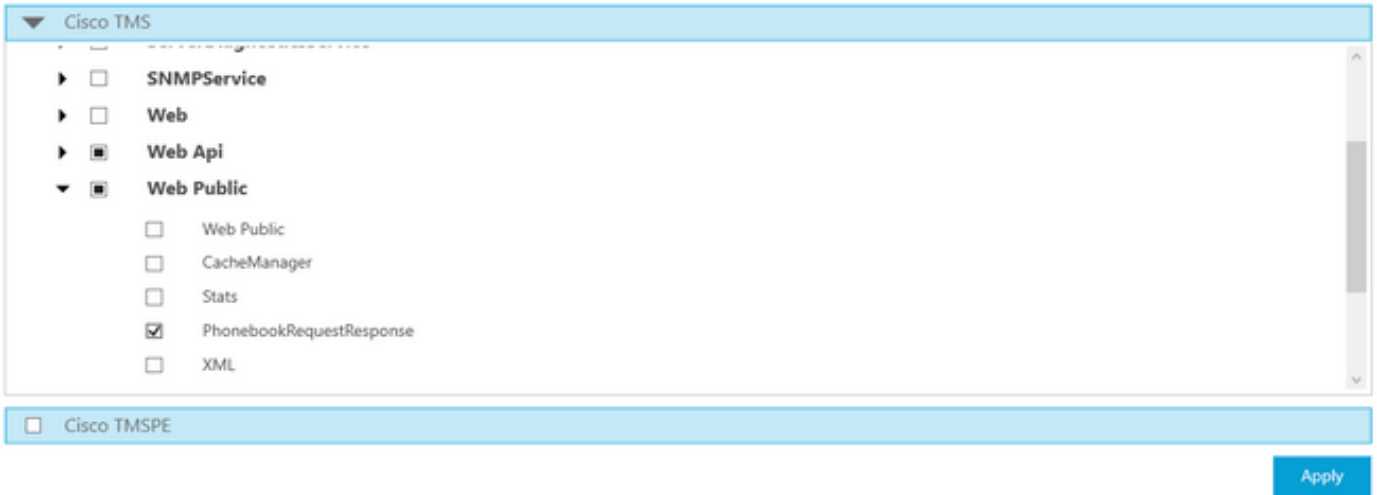 Cisco TMS
SNMPService
Web
Web Api
Web Public
Web Public
CacheManager
Stats
PhonebookRequestResponse
XML
Cisco TMSPE
Apply